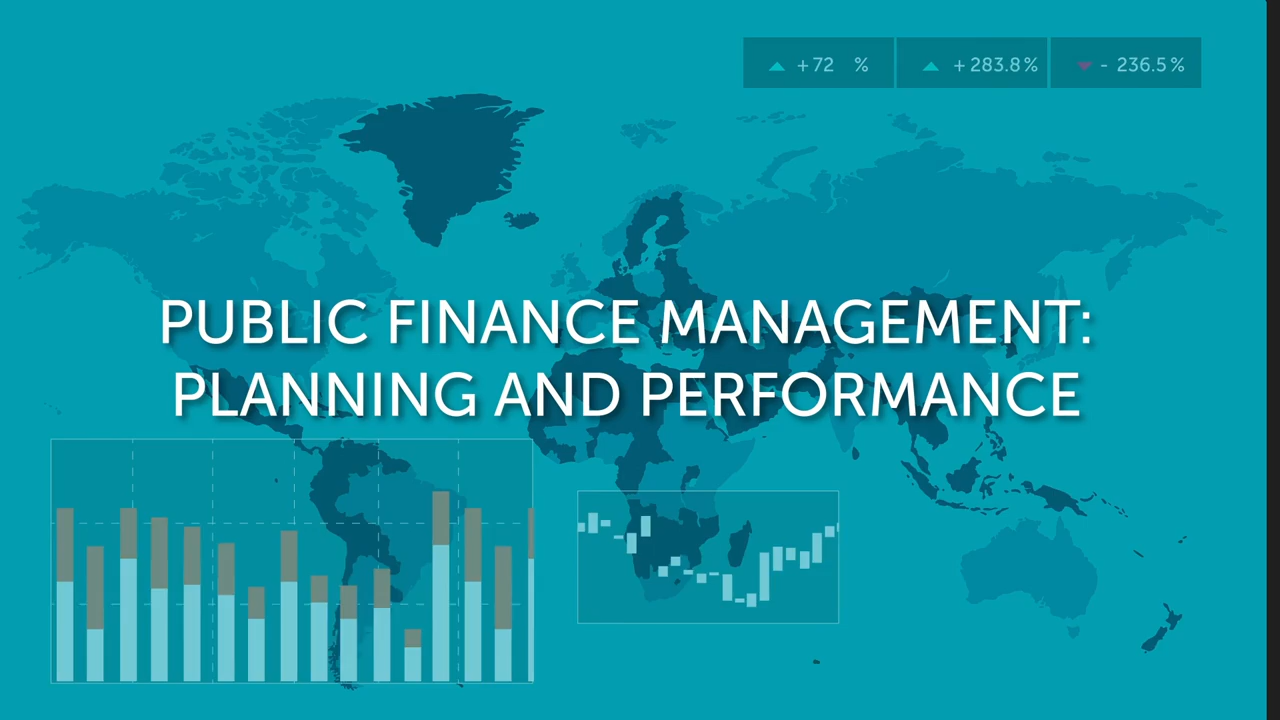 +72 %
+283.8%
- 236.5%
PUBLIC FINANCE MANAGEMENT:
PLANNING AND PERFORMANCE